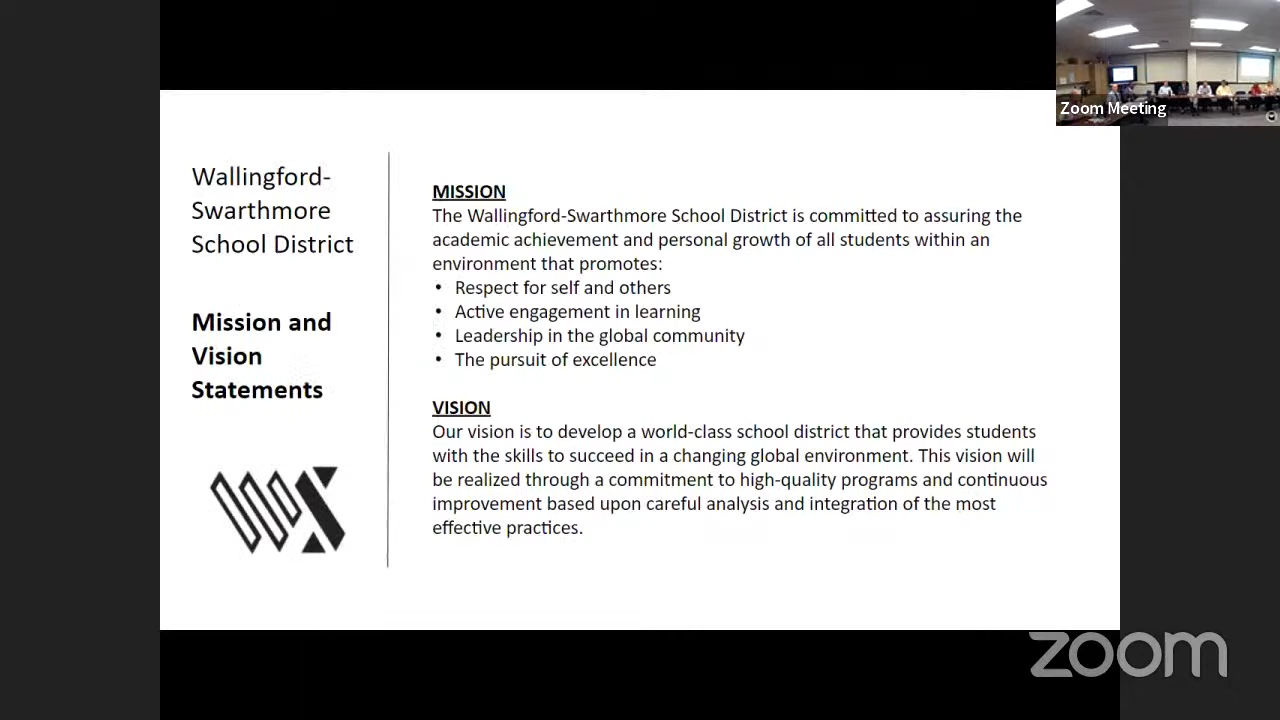 Zoom Meeting
Wallingford-
Swarthmore
School District
Mission and
Vision
Statements
MISSION
The Wallingford-Swarthmore School District is committed to assuring the
academic achievement and personal growth of all students within an
environment that promotes:
• Respect for self and others
• Active engagement in learning
• Leadership in the global community
• The pursuit of excellence
VISION
Our vision is to develop a world-class school district that provides students
with the skills to succeed in a changing global environment. This vision will
be realized through a commitment to high-quality programs and continuous
improvement based upon careful analysis and integration of the most
effective practices.
zoom